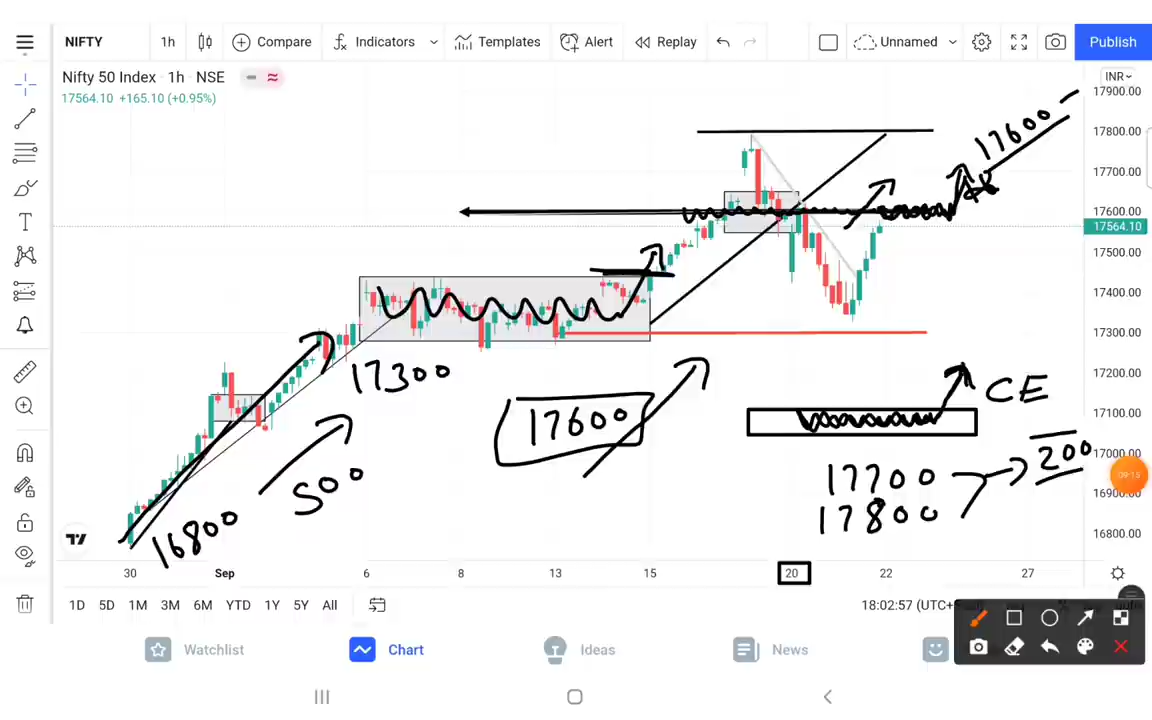 NIFTY 1h Compare Indicators Templates Alert Replay Unnamed Publish
Nifty 50 Index · 1h · NSE
17564.10 +165.10 (+0.95%)
INR
17900.00
17800.00
17700.00
17600.00
17564.10
17500.00
17400.00
17300.00
17200.00
17100.00
17000.00
16900.00
16800.00
17600
17300
17600
CE
500
16800
17700
17800
200
09:15
30 Sep 6 8 13 15 20 22 27
1D 5D 1M 3M 6M YTD 1Y 5Y All
18:02:57 (UTC+5
Watchlist Chart Ideas News